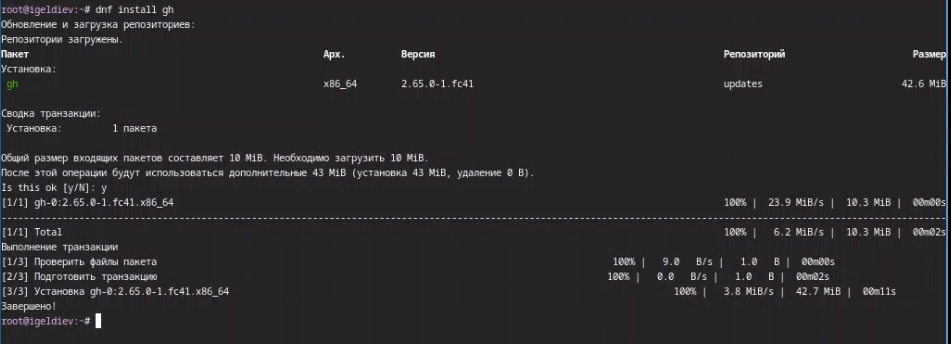 root@igeldiev:~# dnf install gh
Обновление и загрузка репозиториев:
Репозитории загружены.
Пакет Арх. Версия Репозиторий Размер
Установка:
gh x86_64 2.65.0-1.fc41 updates 42.6 MiB
Сводка транзакции:
Установка: 1 пакета
Общий размер входящих пакетов составляет 10 MiB. Необходимо загрузить 10 MiB.
После этой операции будут использоваться дополнительные 43 MiB (установка 43 MiB, удаление 0 B).
Is this ok [y/N]: y
[1/1] gh-0:2.65.0-1.fc41.x86_64 100% | 23.9 MiB/s | 10.3 MiB | 00m00s
--------------------------------------------------------------------------------
[1/1] Total 100% | 6.2 MiB/s | 10.3 MiB | 00m02s
Выполнение транзакции
[1/3] Проверить файлы пакета 100% | 9.0 B/s | 1.0 B | 00m00s
[2/3] Подготовить транзакцию 100% | 0.0 B/s | 1.0 B | 00m02s
[3/3] Установка gh-0:2.65.0-1.fc41.x86_64 100% | 3.8 MiB/s | 42.7 MiB | 00m11s
Завершено!
root@igeldiev:~#